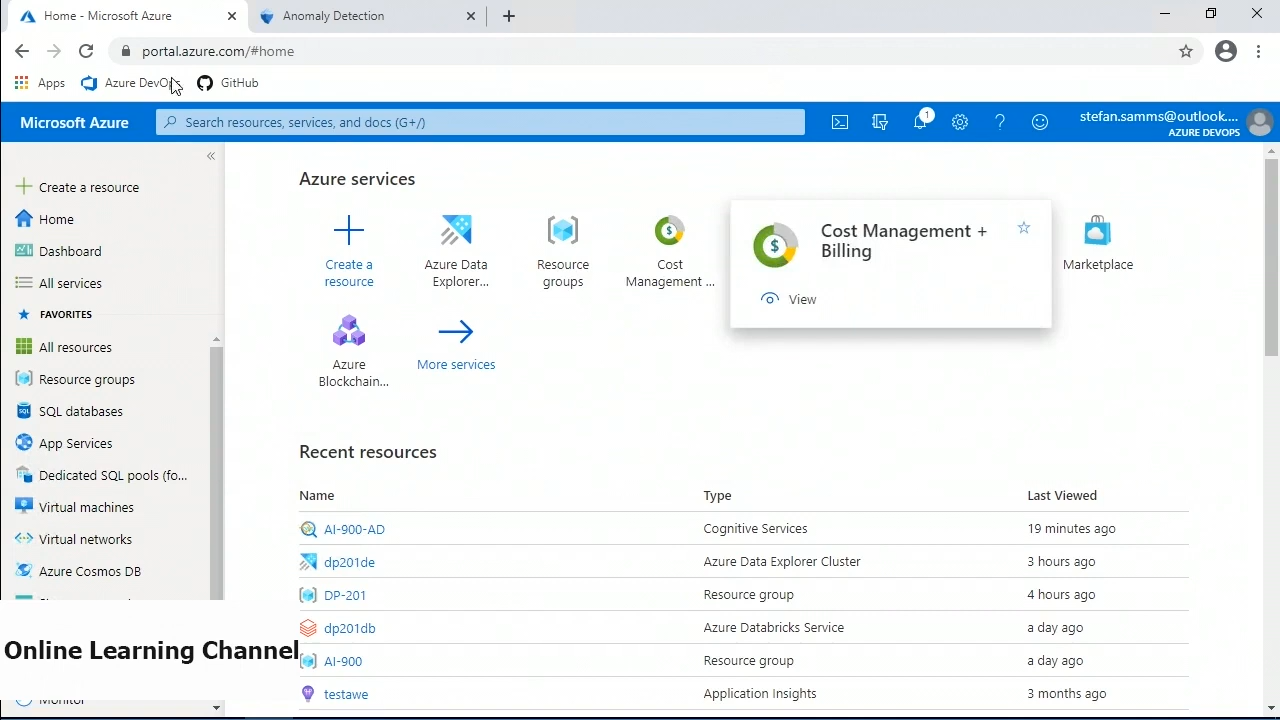 Home - Microsoft Azure
Anomaly Detection
portal.azure.com/#home
Apps
Azure DevOps
GitHub
Microsoft Azure
Search resources, services, and docs (G+/)
1
stefan.samms@outlook....
AZURE DEVOPS
Create a resource
Home
Dashboard
All services
FAVORITES
All resources
Resource groups
SQL databases
App Services
Dedicated SQL pools (fo...
Virtual machines
Virtual networks
Azure Cosmos DB
Monitor
Online Learning Channel
Azure services
Create a
resource
Azure Data
Explorer...
Resource
groups
Cost
Management ...
Cost Management +
Billing
View
Marketplace
Azure
Blockchain...
More services
Recent resources
Name Type Last Viewed
AI-900-AD Cognitive Services 19 minutes ago
dp201de Azure Data Explorer Cluster 3 hours ago
DP-201 Resource group 4 hours ago
dp201db Azure Databricks Service a day ago
AI-900 Resource group a day ago
testawe Application Insights 3 months ago